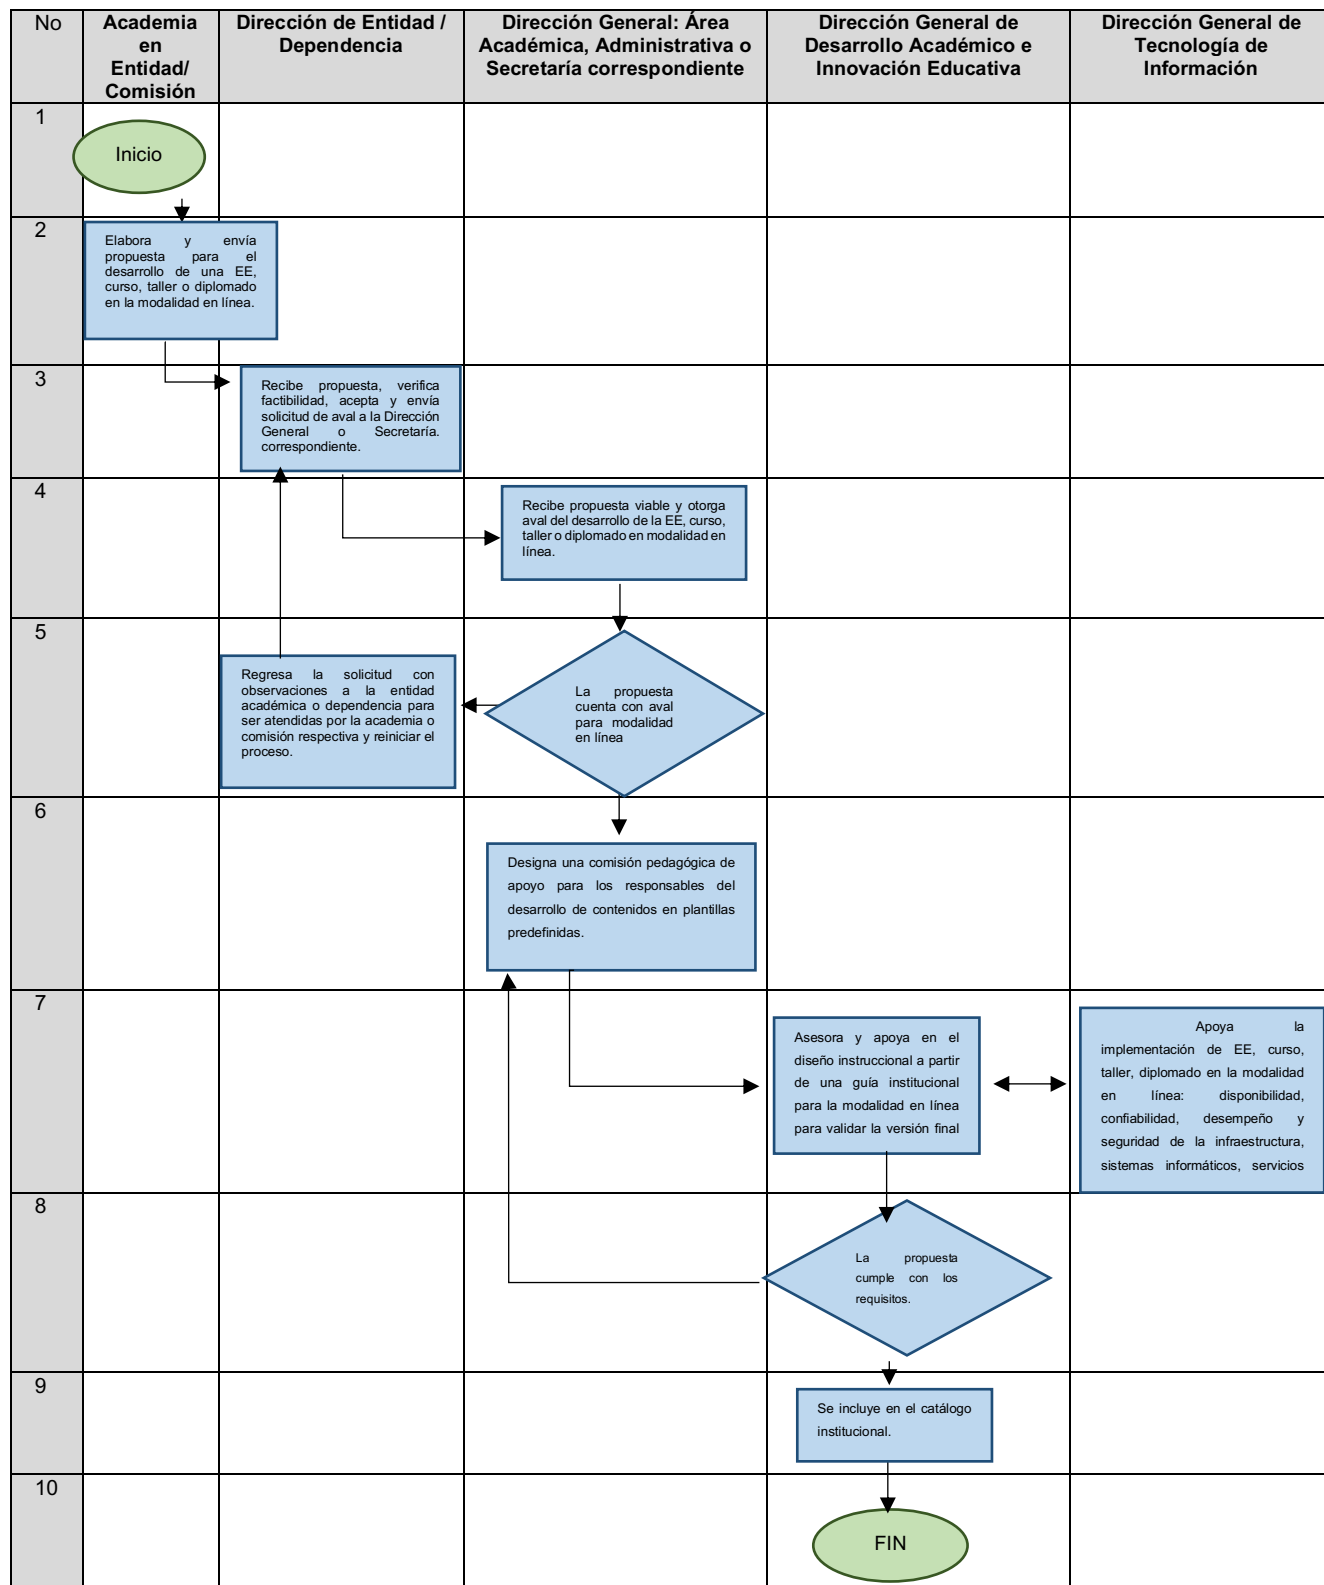 No
Academia
en
Entidad/
Comisión
Dirección de Entidad /
Dependencia
Dirección General: Área
Académica, Administrativa o
Secretaría correspondiente
Dirección General de
Desarrollo Académico e
Innovación Educativa
Dirección General de
Tecnología de
Información
1
Inicio
2
Elabora y envía
propuesta para el
desarrollo de una EE,
curso, taller o diplomado
en la modalidad en línea.
3
Recibe propuesta, verifica
factibilidad, acepta y envía
solicitud de aval a la Dirección
General o Secretaría.
correspondiente.
4
Recibe propuesta viable y otorga
aval del desarrollo de la EE, curso,
taller o diplomado en modalidad en
línea.
5
Regresa la solicitud con
observaciones a la entidad
académica o dependencia para
ser atendidas por la academia o
comisión respectiva y reiniciar el
proceso.
La propuesta
cuenta con aval
para modalidad
en línea
6
Designa una comisión pedagógica de
apoyo para los responsables del
desarrollo de contenidos en plantillas
predefinidas.
7
Asesora y apoya en el
diseño instruccional a partir
de una guía institucional
para la modalidad en línea
para validar la versión final
Apoya la
implementación de EE, curso,
taller, diplomado en la modalidad
en línea: disponibilidad,
confiabilidad, desempeño y
seguridad de la infraestructura,
sistemas informáticos, servicios
8
La propuesta
cumple con los
requisitos.
9
Se incluye en el catálogo
institucional.
10
FIN